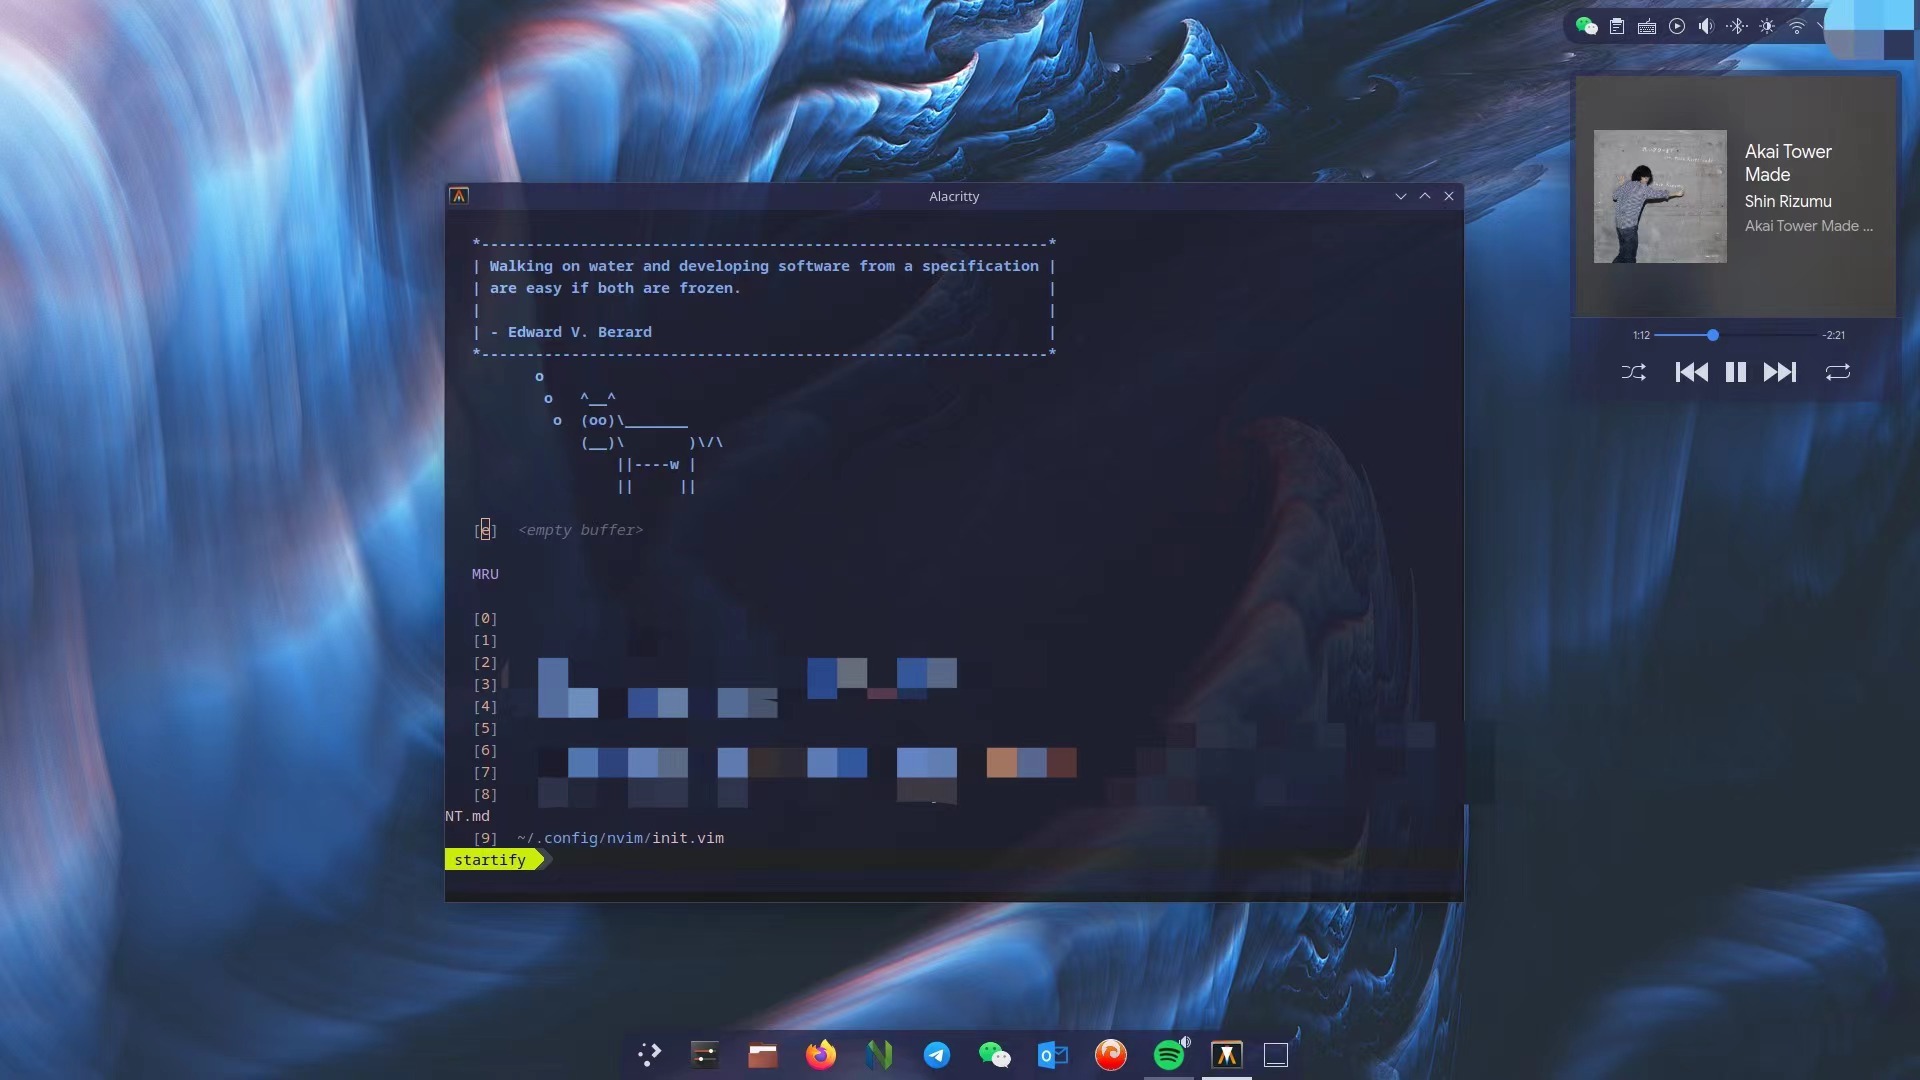 Alacritty
*---------------------------------------------------------------*
| Walking on water and developing software from a specification |
| are easy if both are frozen. |
| |
| - Edward V. Berard |
*---------------------------------------------------------------*
o
o ^__^
o (oo)\_______
(__)\ )\/\
||----w |
|| ||
[e] <empty buffer>
MRU
[0]
[1]
[2]
[3]
[4]
[5]
[6]
[7]
[8]
NT.md
[9] ~/.config/nvim/init.vim
startify
Akai Tower
Made
Shin Rizumu
Akai Tower Made ...
1:12 -2:21